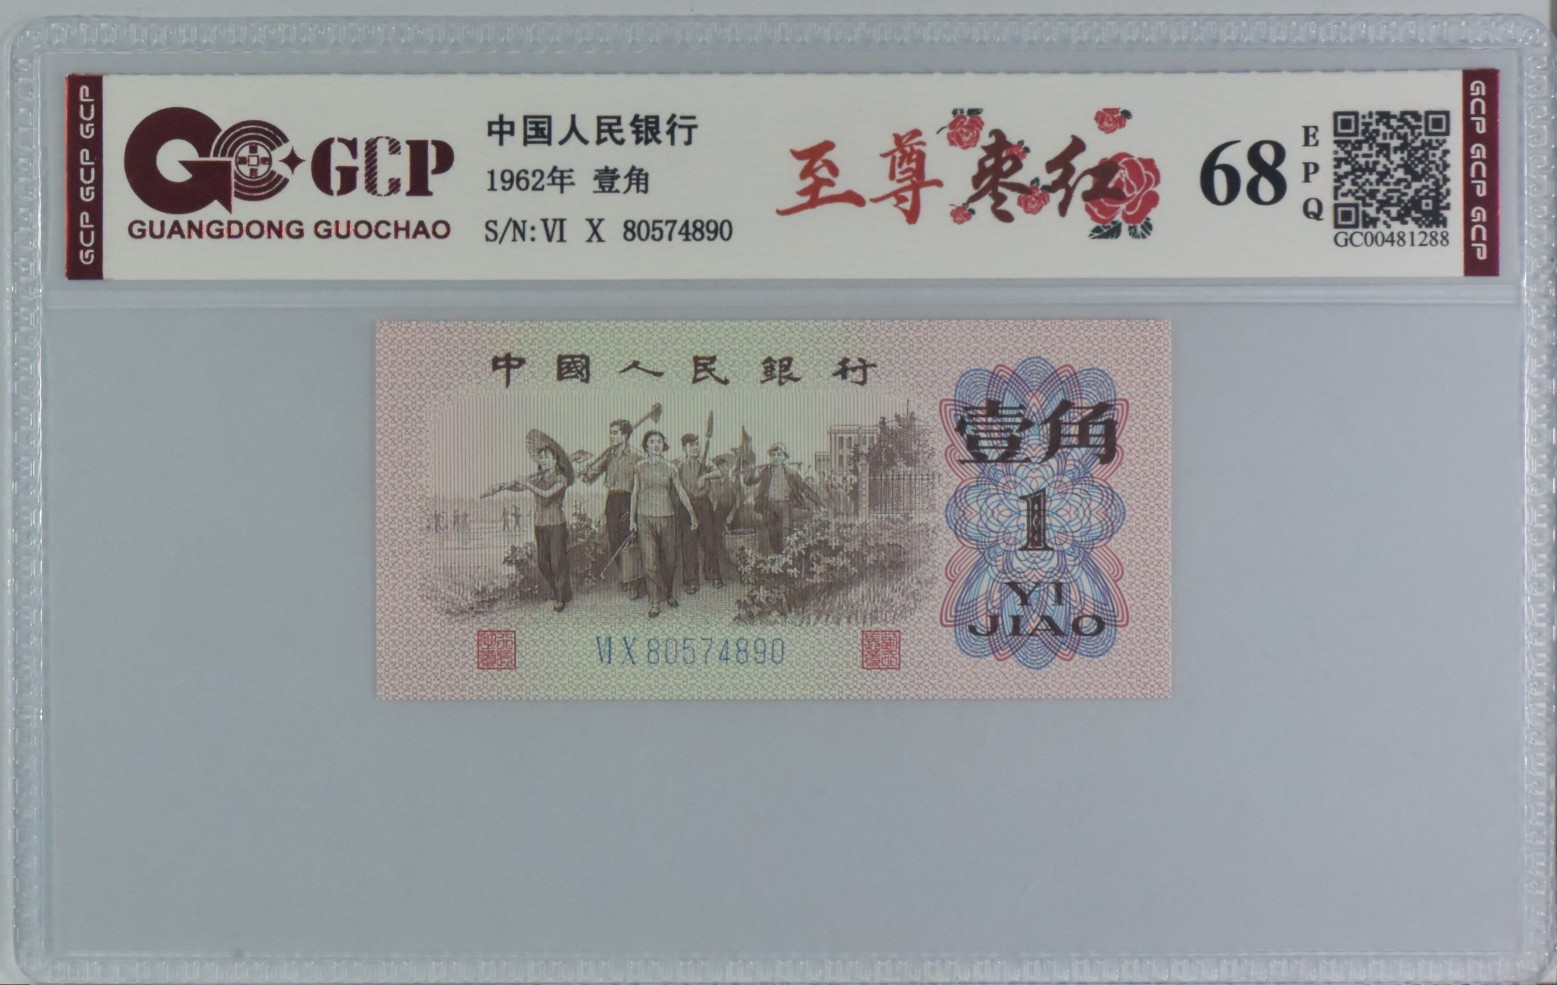 GCP GCP GCP
GCP
GUANGDONG GUOCHAO
中国人民银行
1962年 壹角
S/N: VI X 80574890
至尊枣红
68
EPQ
GC00481288
GCP GCP GCP
中國人民銀行
壹角
1
YI
JIAO
VI X 80574890